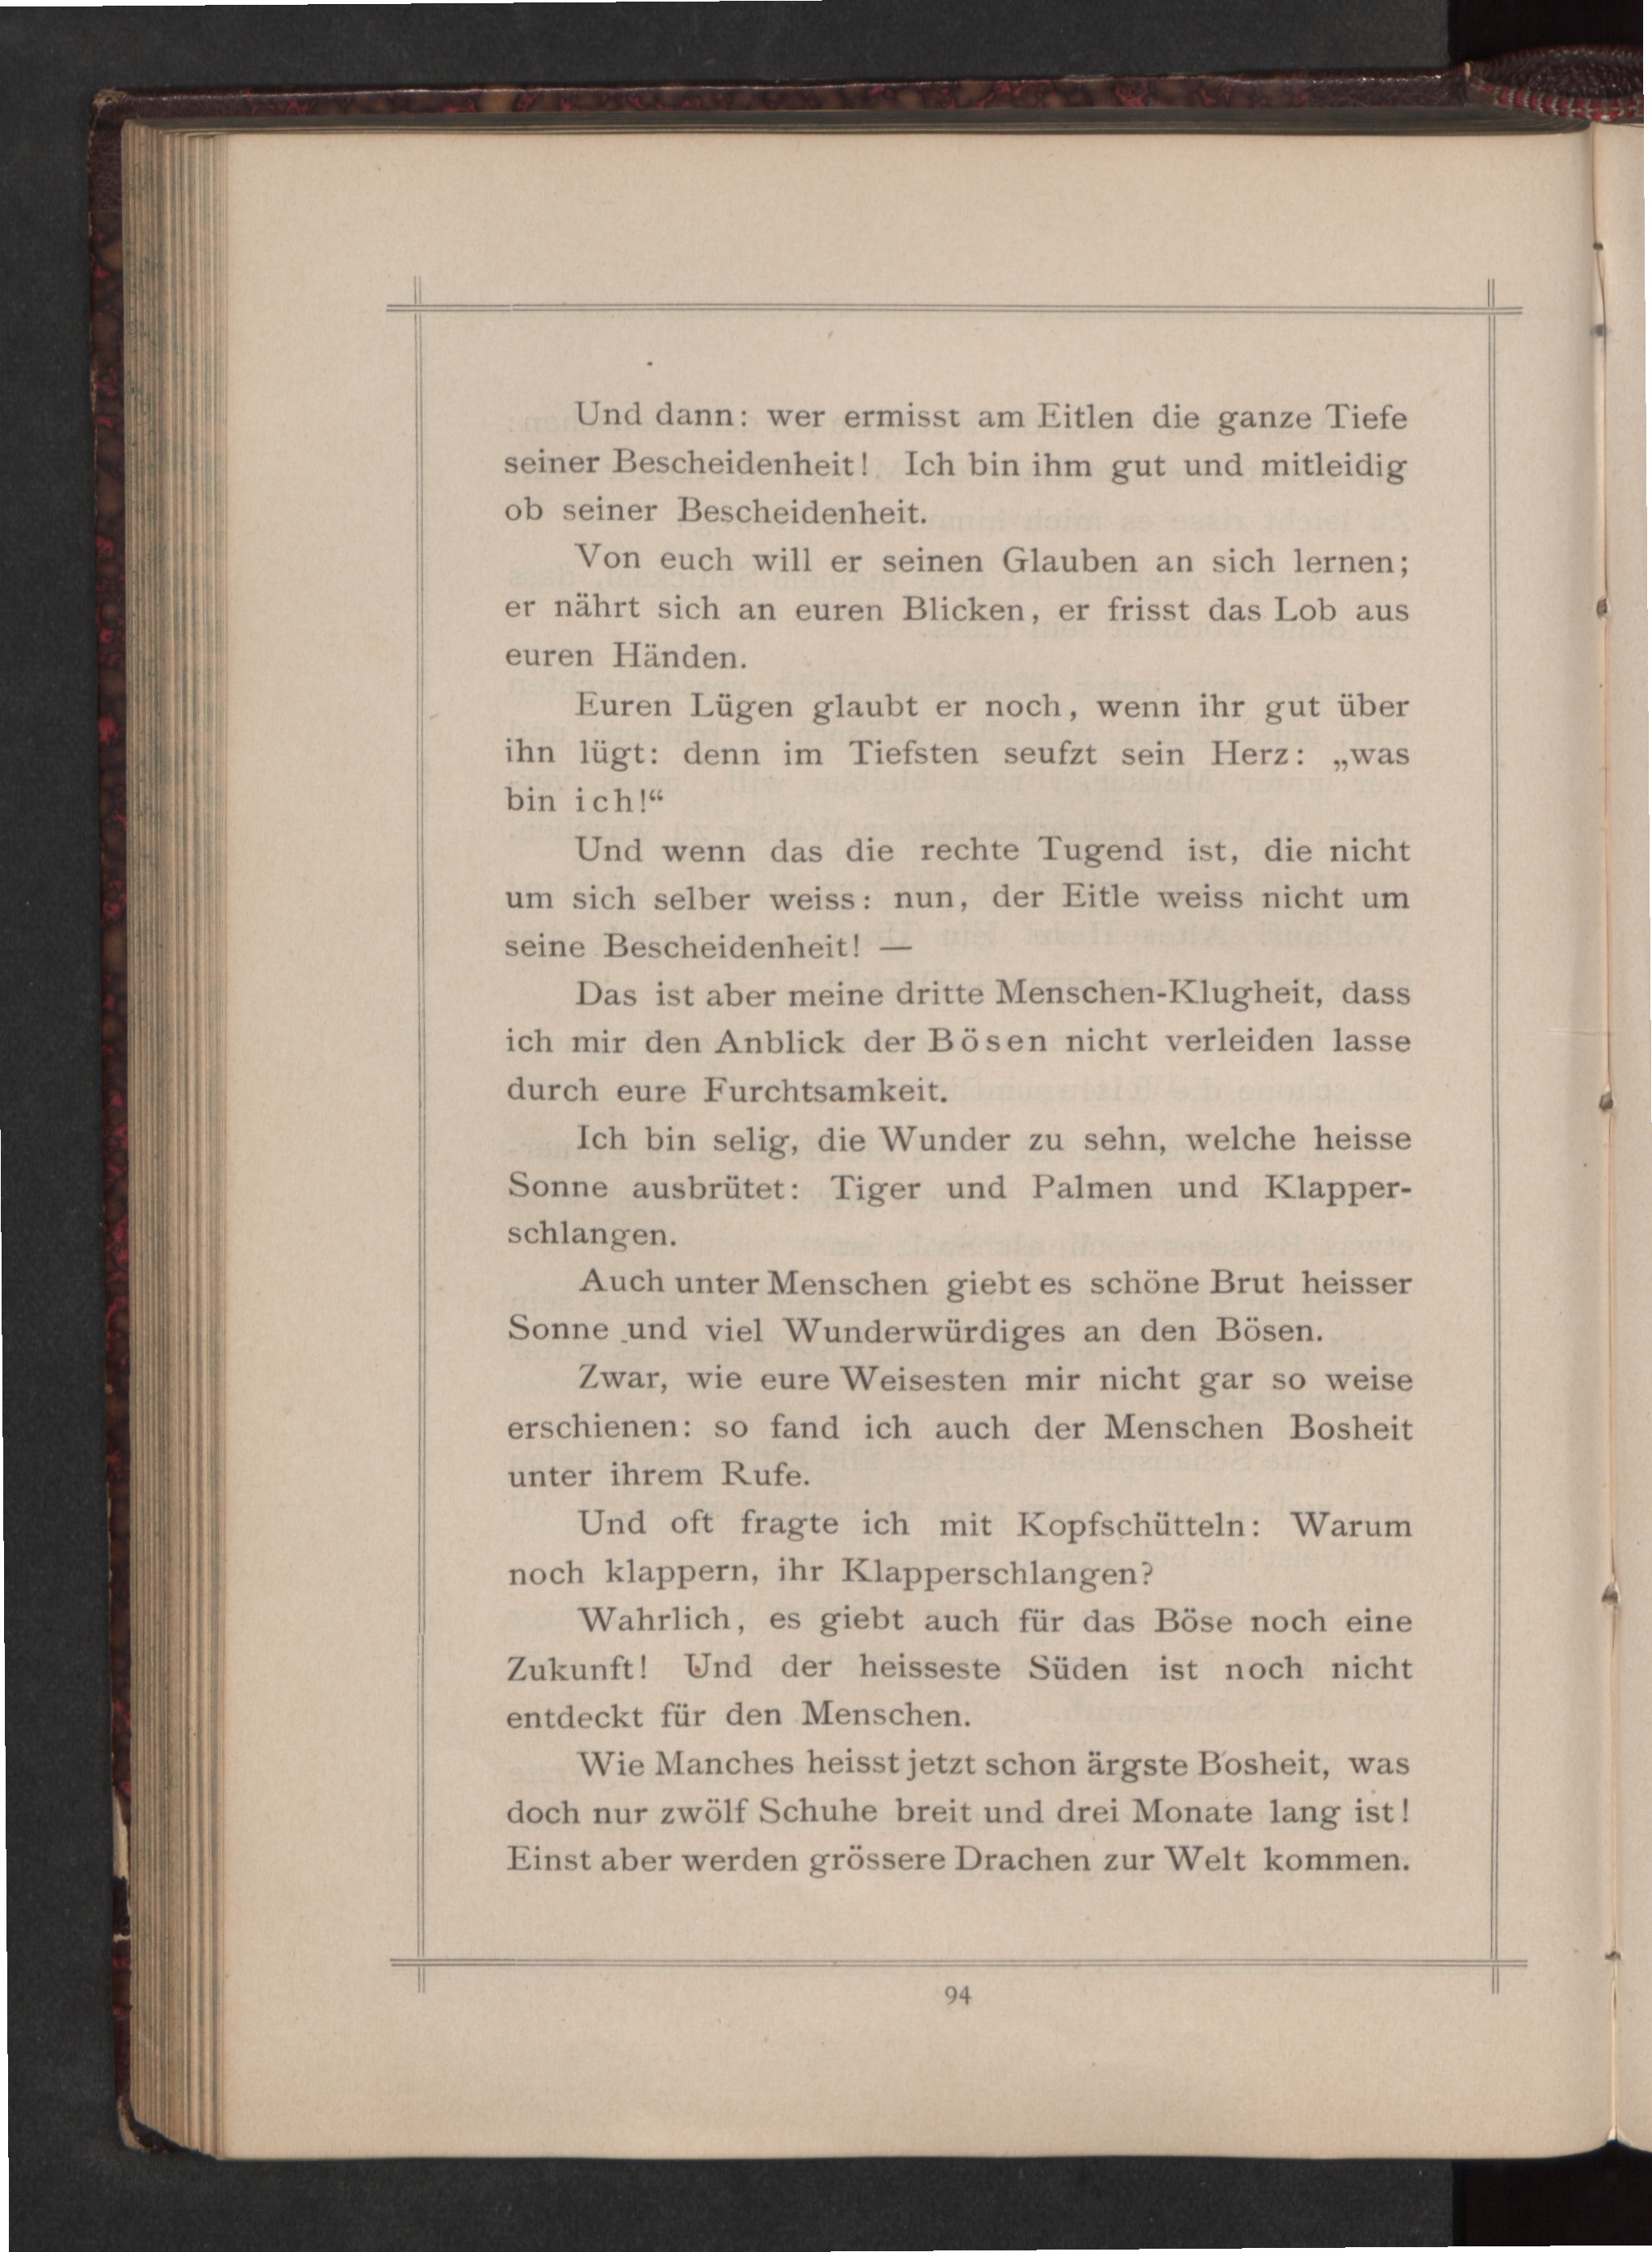 Und dann: wer ermisst am Eitlen die ganze Tiefe
seiner Bescheidenheit! Ich bin ihm gut und mitleidig
ob seiner Bescheidenheit.
Von euch will er seinen Glauben an sich lernen;
er nährt sich an euren Blicken, er frisst das Lob aus
euren Händen.
Euren Lügen glaubt er noch, wenn ihr gut über
ihn lügt: denn im Tiefsten seufzt sein Herz: „was
bin ich!“
Und wenn das die rechte Tugend ist, die nicht
um sich selber weiss: nun, der Eitle weiss nicht um
seine Bescheidenheit! —
Das ist aber meine dritte Menschen-Klugheit, dass
ich mir den Anblick der Bösen nicht verleiden lasse
durch eure Furchtsamkeit.
Ich bin selig, die Wunder zu sehn, welche heisse
Sonne ausbrütet: Tiger und Palmen und Klapper-
schlangen.
Auch unter Menschen giebt es schöne Brut heisser
Sonne und viel Wunderwürdiges an den Bösen.
Zwar, wie eure Weisesten mir nicht gar so weise
erschienen: so fand ich auch der Menschen Bosheit
unter ihrem Rufe.
Und oft fragte ich mit Kopfschütteln: Warum
noch klappern, ihr Klapperschlangen?
Wahrlich, es giebt auch für das Böse noch eine
Zukunft! Und der heisseste Süden ist noch nicht
entdeckt für den Menschen.
Wie Manches heisst jetzt schon ärgste Bosheit, was
doch nur zwölf Schuhe breit und drei Monate lang ist!
Einst aber werden grössere Drachen zur Welt kommen.
94